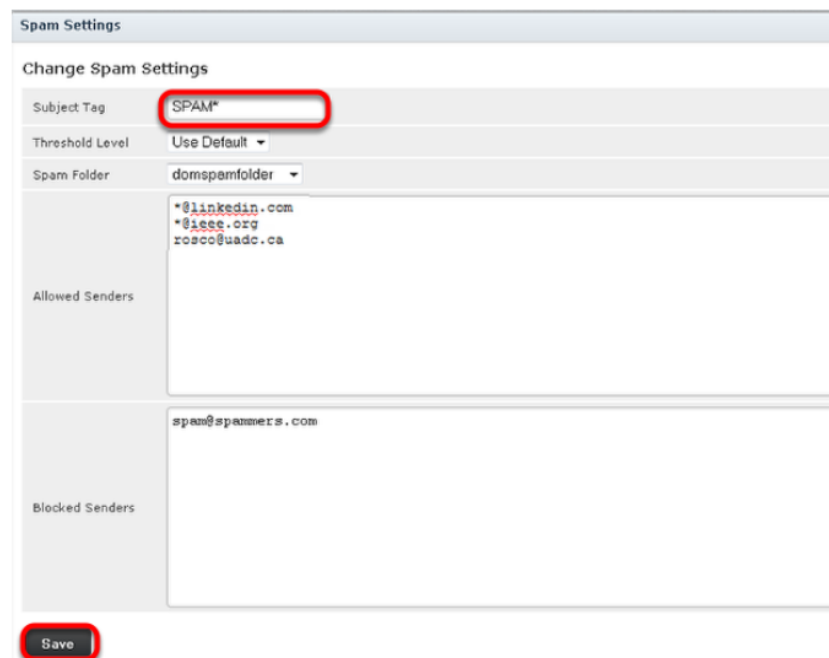 Spam Settings
Change Spam Settings
Subject Tag SPAM*
Threshold Level Use Default
Spam Folder domspamfolder
Allowed Senders
*@linkedin.com
*@ieee.org
rosco@uadc.ca
Blocked Senders
spam@spammers.com
Save